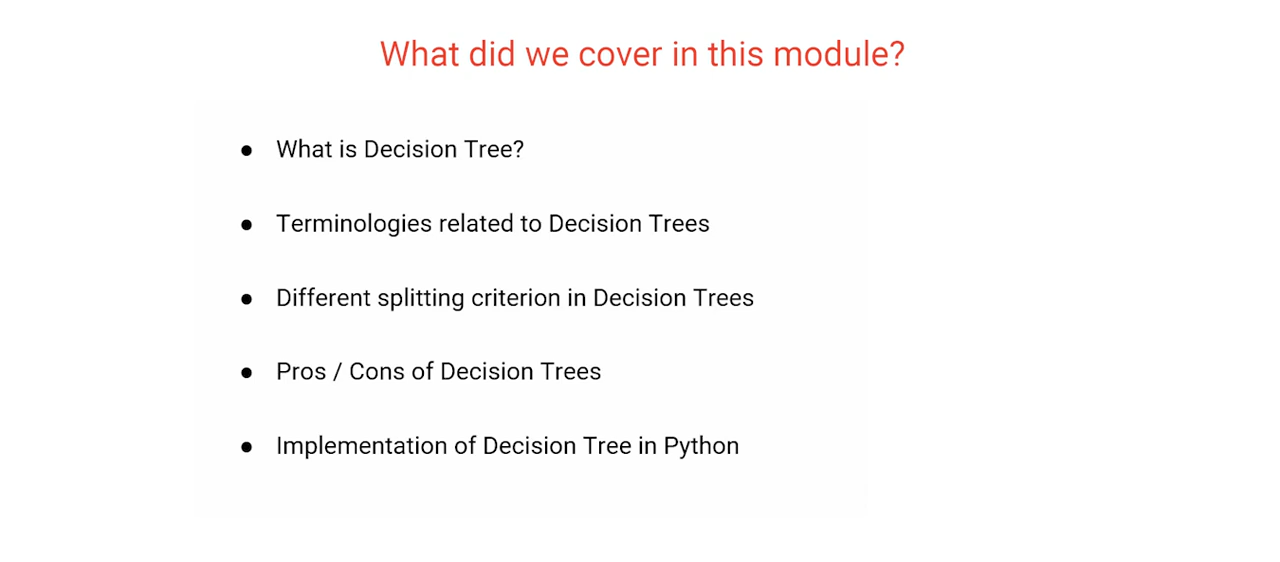 What did we cover in this module?
● What is Decision Tree?
● Terminologies related to Decision Trees
● Different splitting criterion in Decision Trees
● Pros / Cons of Decision Trees
● Implementation of Decision Tree in Python